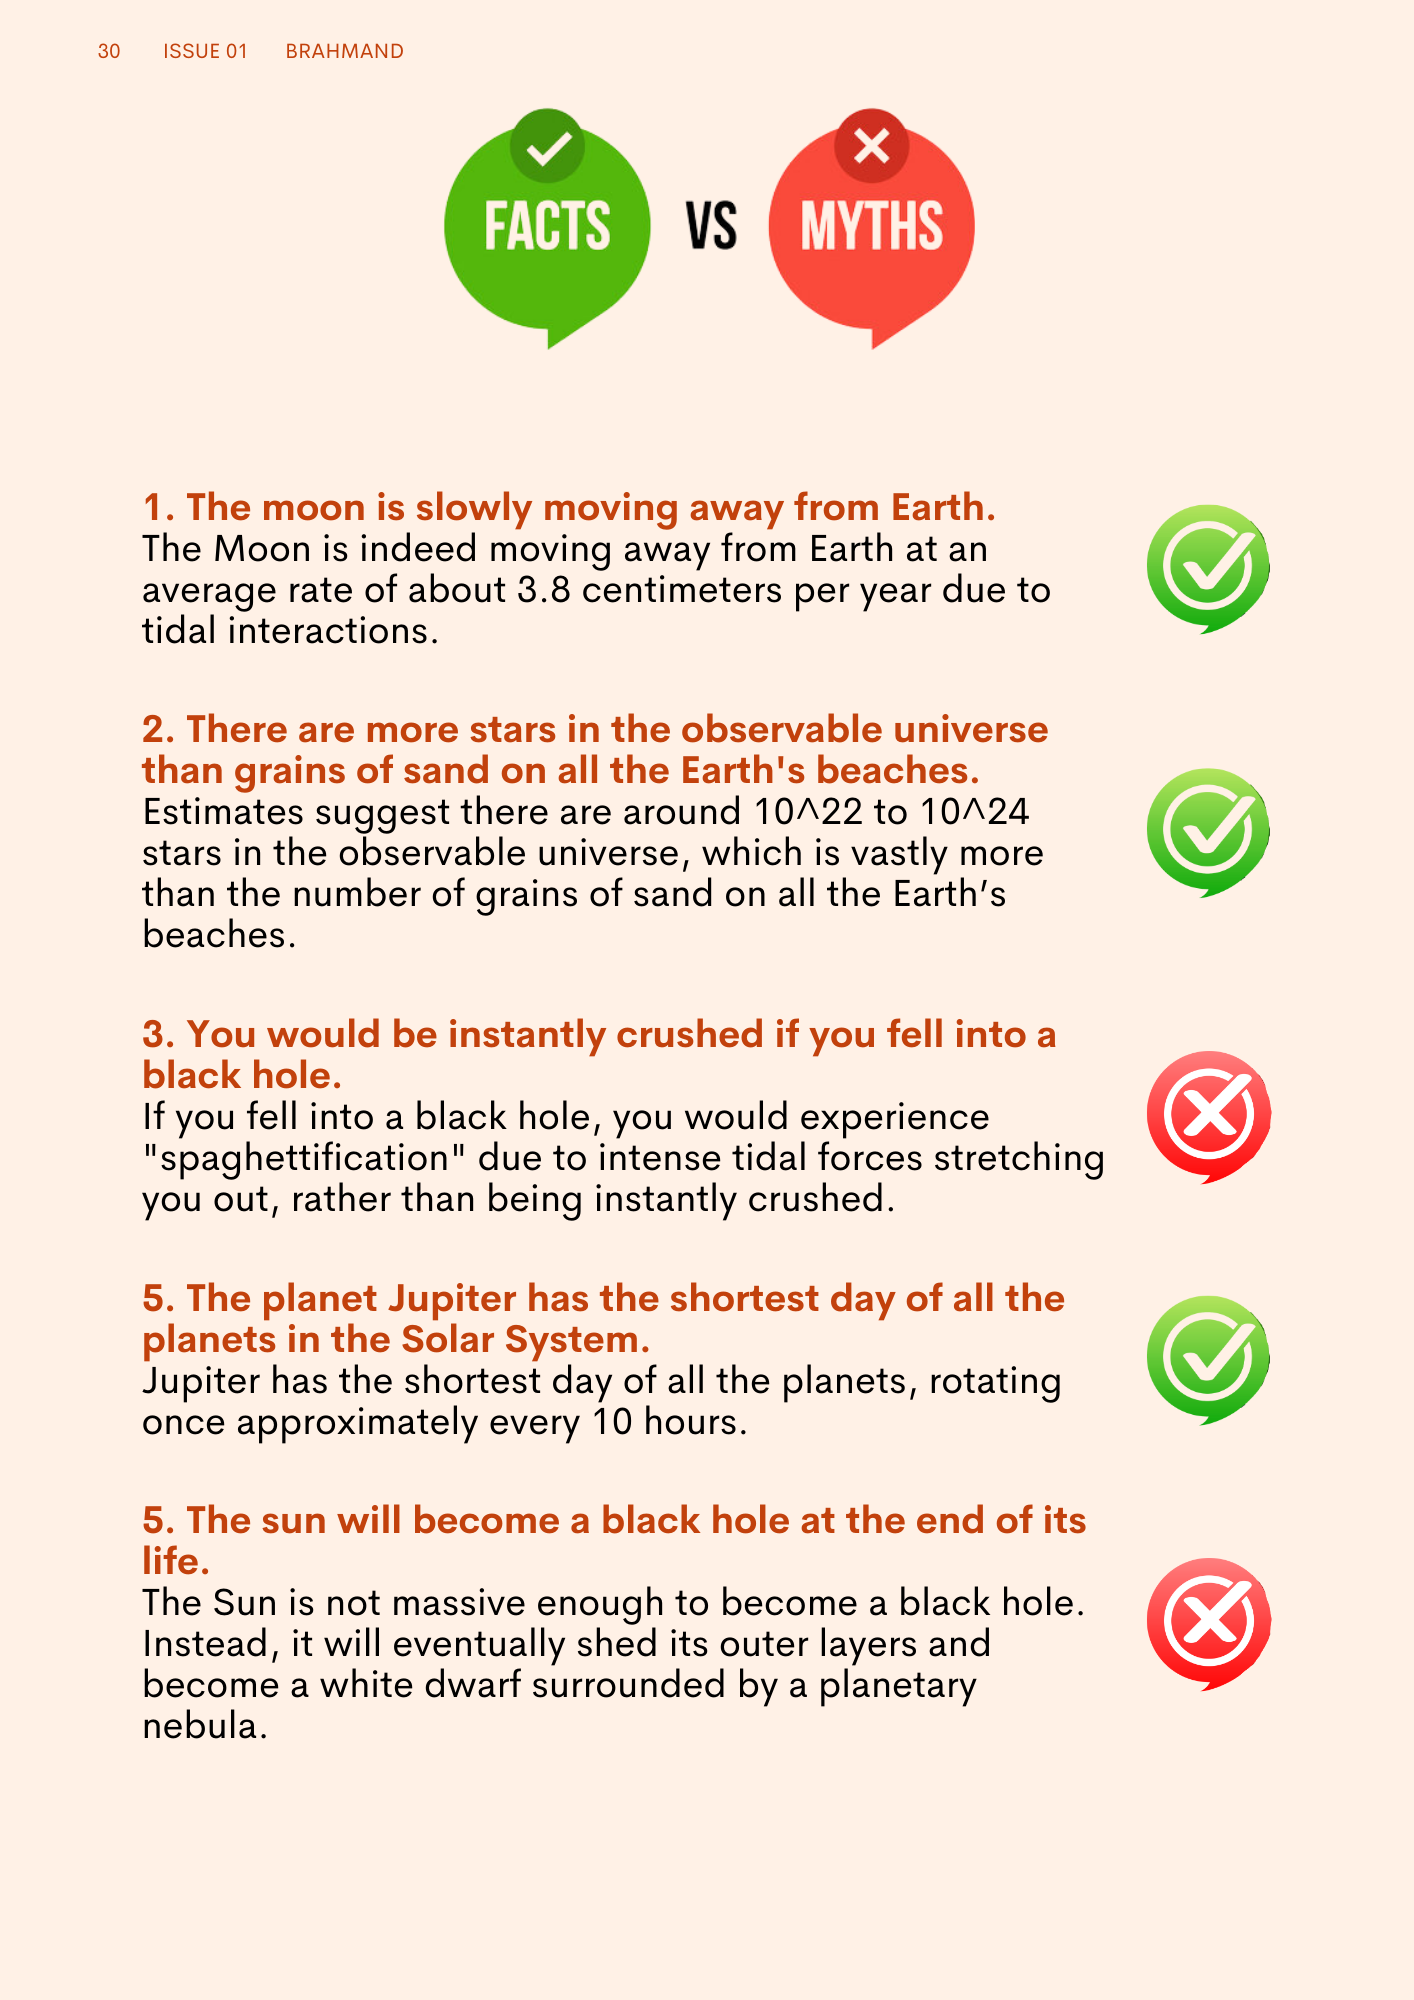 30 ISSUE 01 BRAHMAND
FACTS VS MYTHS
1. The moon is slowly moving away from Earth.
The Moon is indeed moving away from Earth at an
average rate of about 3.8 centimeters per year due to
tidal interactions.
2. There are more stars in the observable universe
than grains of sand on all the Earth's beaches.
Estimates suggest there are around 10^22 to 10^24
stars in the observable universe, which is vastly more
than the number of grains of sand on all the Earth’s
beaches.
3. You would be instantly crushed if you fell into a
black hole.
If you fell into a black hole, you would experience
"spaghettification" due to intense tidal forces stretching
you out, rather than being instantly crushed.
5. The planet Jupiter has the shortest day of all the
planets in the Solar System.
Jupiter has the shortest day of all the planets, rotating
once approximately every 10 hours.
5. The sun will become a black hole at the end of its
life.
The Sun is not massive enough to become a black hole.
Instead, it will eventually shed its outer layers and
become a white dwarf surrounded by a planetary
nebula.